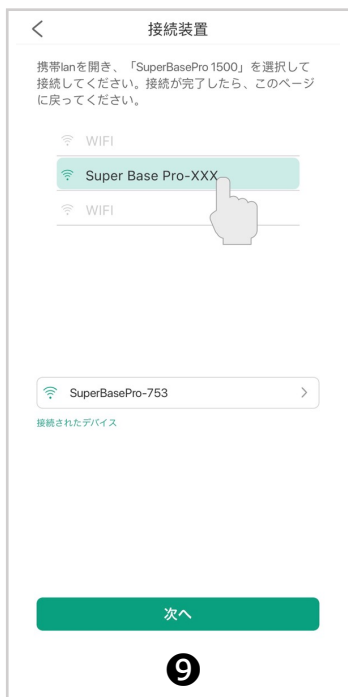 接続装置
携帯lanを開き、「SuperBasePro 1500」を選択して
接続してください。接続が完了したら、このページ
に戻ってください。
WIFI
Super Base Pro-XXX
WIFI
SuperBasePro-753
接続されたデバイス
次へ
9